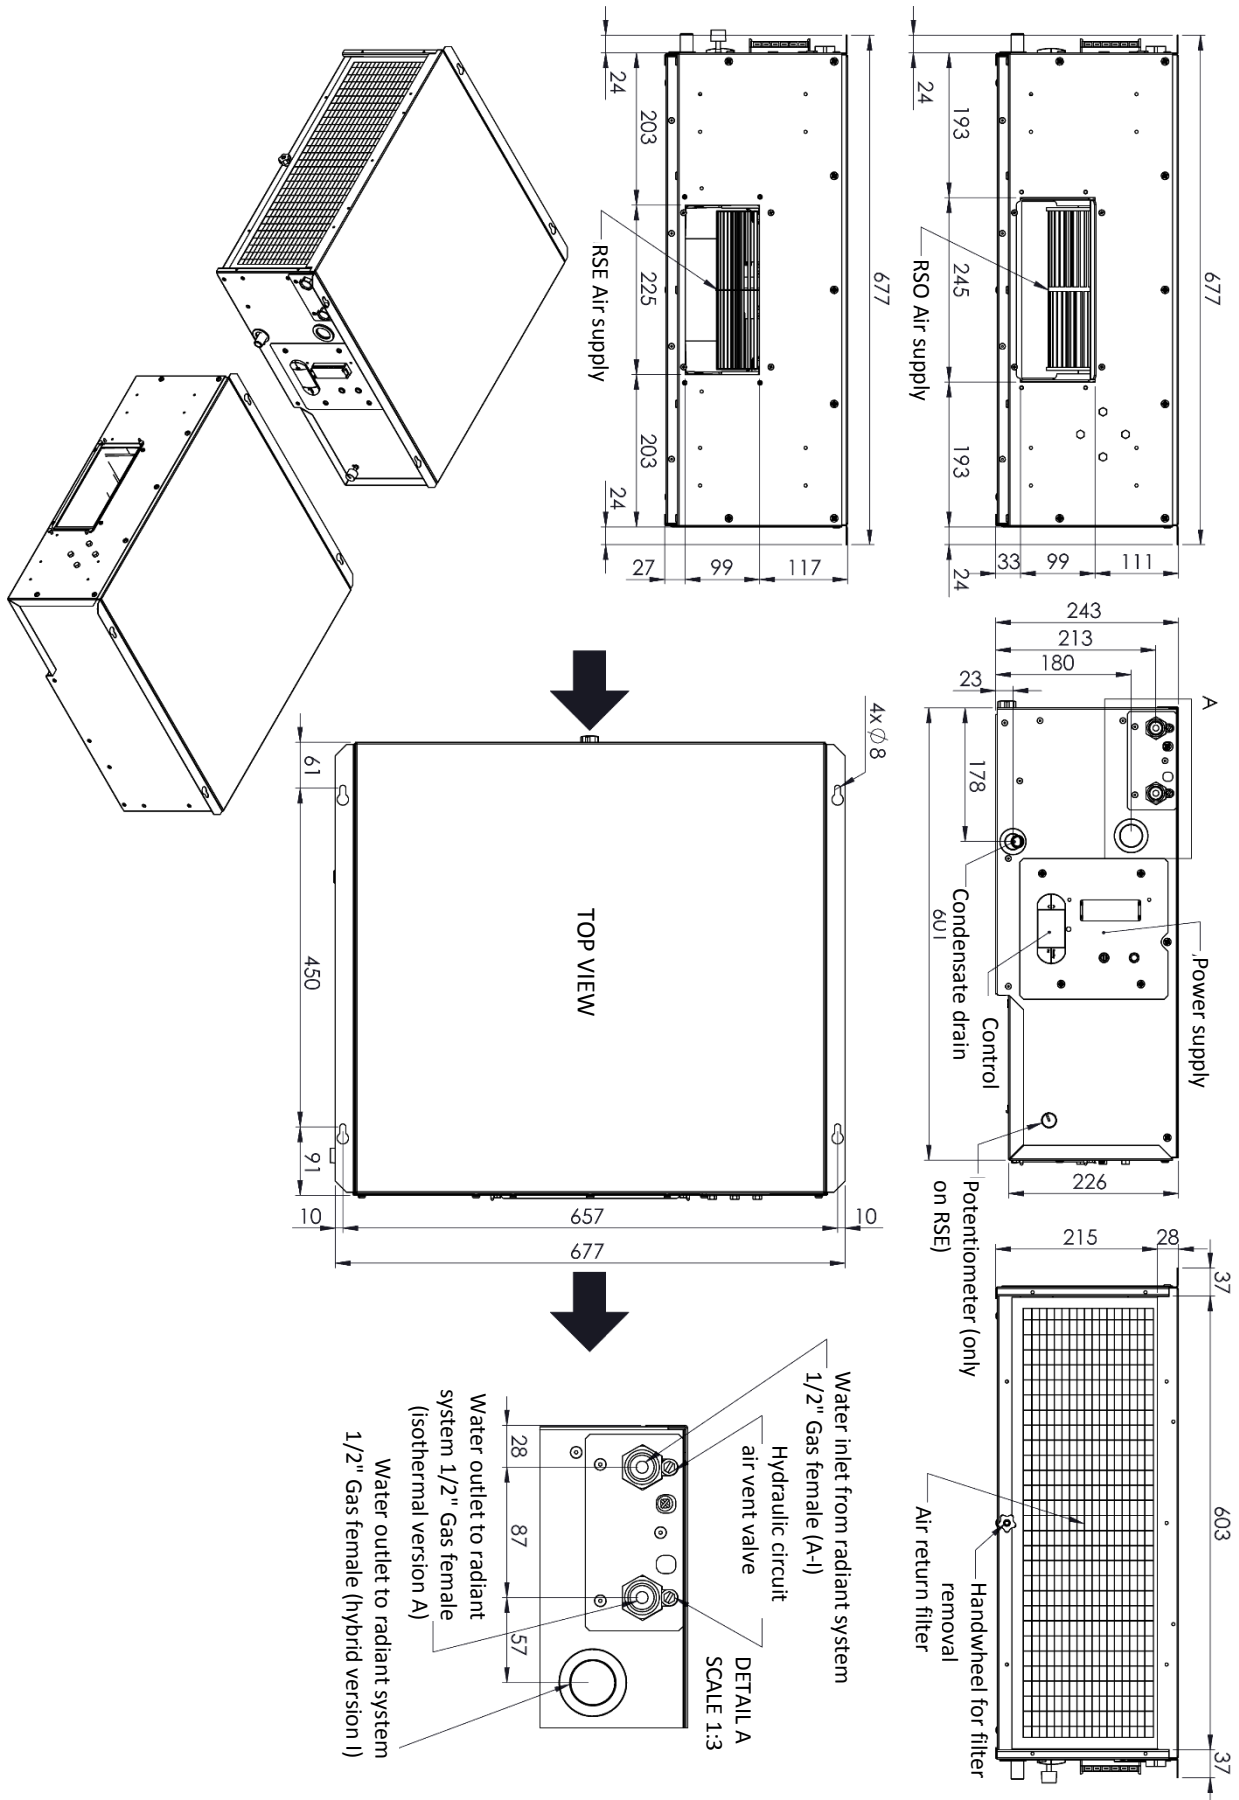 677
24
193
245
193
24
RSO Air supply
33
99
111
677
24
203
225
203
24
RSE Air supply
27
99
117
243
213
180
23
A
178
601
Condensate drain
Control
Power supply
Potentiometer (only
on RSE)
226
215
28
37
603
37
Air return filter
Handwheel for filter
removal
4x Ø8
61
450
91
TOP VIEW
10
657
10
677
Water inlet from radiant system
1/2" Gas female (A-I)
Hydraulic circuit
air vent valve
DETAIL A
SCALE 1:3
28
87
57
Water outlet to radiant
system 1/2" Gas female
(isothermal version A)
Water outlet to radiant system
1/2" Gas female (hybrid version I)